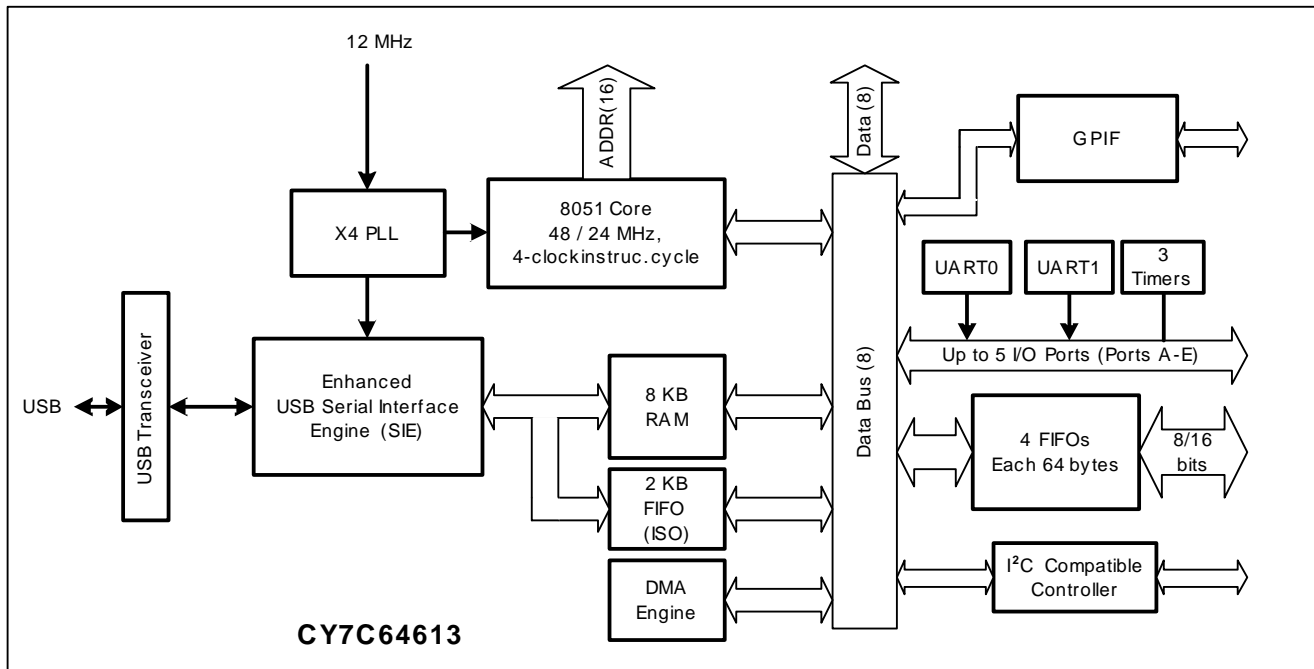 12 MHz
ADDR(16)
Data (8)
GPIF
X4 PLL
8051 Core
48 / 24 MHz,
4-clockinstruc.cycle
UART0
UART1
3
Timers
Up to 5 I/O Ports (Ports A-E)
USB
USB Transceiver
Enhanced
USB Serial Interface
Engine (SIE)
8 KB
RAM
Data Bus (8)
4 FIFOs
Each 64 bytes
8/16
bits
2 KB
FIFO
(ISO)
I²C Compatible
Controller
DMA
Engine
CY7C64613